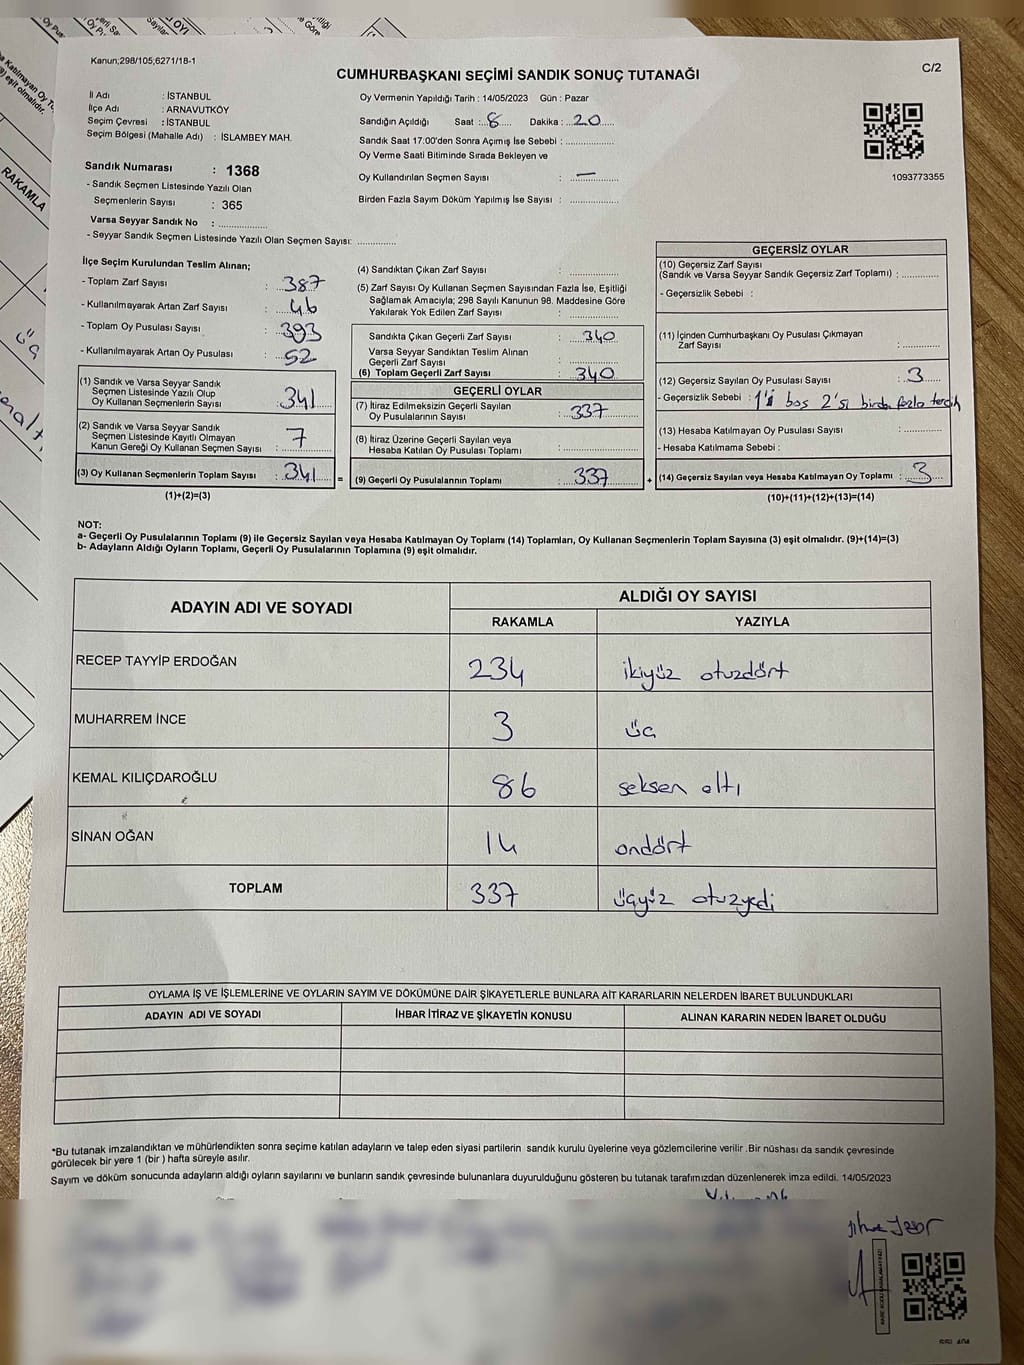 Kanun;298/105,6271/18-1
CUMHURBAŞKANI SEÇİMİ SANDIK SONUÇ TUTANAĞI
C/2
İl Adı : İSTANBUL
İlçe Adı : ARNAVUTKÖY
Seçim Çevresi : İSTANBUL
Seçim Bölgesi (Mahalle Adı) : İSLAMBEY MAH.
Sandık Numarası : 1368
- Sandık Seçmen Listesinde Yazılı Olan
Seçmenlerin Sayısı : 365
Varsa Seyyar Sandık No :
- Seyyar Sandık Seçmen Listesinde Yazılı Olan Seçmen Sayısı:
Oy Vermenin Yapıldığı Tarih : 14/05/2023 Gün : Pazar
Sandığın Açıldığı Saat : 8 Dakika : 20
Sandık Saat 17:00'den Sonra Açımış İse Sebebi :
Oy Verme Saati Bitiminde Sırada Bekleyen ve
Oy Kullandırılan Seçmen Sayısı : —
Birden Fazla Sayım Döküm Yapılmış İse Sayısı :
1093773355
İlçe Seçim Kurulundan Teslim Alınan;
- Toplam Zarf Sayısı : 387
- Kullanılmayarak Artan Zarf Sayısı : 46
- Toplam Oy Pusulası Sayısı : 393
- Kullanılmayarak Artan Oy Pusulası : 52
(1) Sandık ve Varsa Seyyar Sandık
Seçmen Listesinde Yazılı Olup
Oy Kullanan Seçmenlerin Sayısı : 341
(2) Sandık ve Varsa Seyyar Sandık
Seçmen Listesinde Kayıtlı Olmayan
Kanun Gereği Oy Kullanan Seçmen Sayısı : 7
(3) Oy Kullanan Seçmenlerin Toplam Sayısı : 341 =
(1)+(2)=(3)
(4) Sandıktan Çıkan Zarf Sayısı :
(5) Zarf Sayısı Oy Kullanan Seçmen Sayısından Fazla İse, Eşitliği
Sağlamak Amacıyla; 298 Sayılı Kanunun 98. Maddesine Göre
Yakılarak Yok Edilen Zarf Sayısı :
Sandıkta Çıkan Geçerli Zarf Sayısı : 340
Varsa Seyyar Sandıktan Teslim Alınan
Geçerli Zarf Sayısı :
(6) Toplam Geçerli Zarf Sayısı : 340
GEÇERLİ OYLAR
(7) İtiraz Edilmeksizin Geçerli Sayılan
Oy Pusulalarının Sayısı : 337
(8) İtiraz Üzerine Geçerli Sayılan veya
Hesaba Katılan Oy Pusulası Toplamı :
(9) Geçerli Oy Pusulalarının Toplamı : 337 +
GEÇERSİZ OYLAR
(10) Geçersiz Zarf Sayısı
(Sandık ve Varsa Seyyar Sandık Geçersiz Zarf Toplamı) :
- Geçersizlik Sebebi :
(11) İçinden Cumhurbaşkanı Oy Pusulası Çıkmayan
Zarf Sayısı :
(12) Geçersiz Sayılan Oy Pusulası Sayısı : 3
- Geçersizlik Sebebi : 1'i boş 2'si birden fazla tercih
(13) Hesaba Katılmayan Oy Pusulası Sayısı :
- Hesaba Katılmama Sebebi :
(14) Geçersiz Sayılan veya Hesaba Katılmayan Oy Toplamı : 3
(10)+(11)+(12)+(13)=(14)
NOT:
a- Geçerli Oy Pusulalarının Toplamı (9) ile Geçersiz Sayılan veya Hesaba Katılmayan Oy Toplamı (14) Toplamları, Oy Kullanan Seçmenlerin Toplam Sayısına (3) eşit olmalıdır. (9)+(14)=(3)
b- Adayların Aldığı Oyların Toplamı, Geçerli Oy Pusulalarının Toplamına (9) eşit olmalıdır.
ADAYIN ADI VE SOYADI
ALDIĞI OY SAYISI
RAKAMLA YAZIYLA
RECEP TAYYİP ERDOĞAN 234 ikiyüz otuzdört
MUHARREM İNCE 3 üç
KEMAL KILIÇDAROĞLU 86 seksen altı
SİNAN OĞAN 14 ondört
TOPLAM 337 üçyüz otuzyedi
OYLAMA İŞ VE İŞLEMLERİNE VE OYLARIN SAYIM VE DÖKÜMÜNE DAİR ŞİKAYETLERLE BUNLARA AİT KARARLARIN NELERDEN İBARET BULUNDUKLARI
ADAYIN ADI VE SOYADI İHBAR İTİRAZ VE ŞİKAYETİN KONUSU ALINAN KARARIN NEDEN İBARET OLDUĞU
*Bu tutanak imzalandıktan ve mühürlendikten sonra seçime katılan adayların ve talep eden siyasi partilerin sandık kurulu üyelerine veya gözlemcilerine verilir .Bir nüshası da sandık çevresinde
görülecek bir yere 1 (bir ) hafta süreyle asılır.
Sayım ve döküm sonucunda adayların aldığı oyların sayılarını ve bunların sandık çevresinde bulunanlara duyurulduğunu gösteren bu tutanak tarafımızdan düzenlenerek imza edildi. 14/05/2023
RAKAMLA